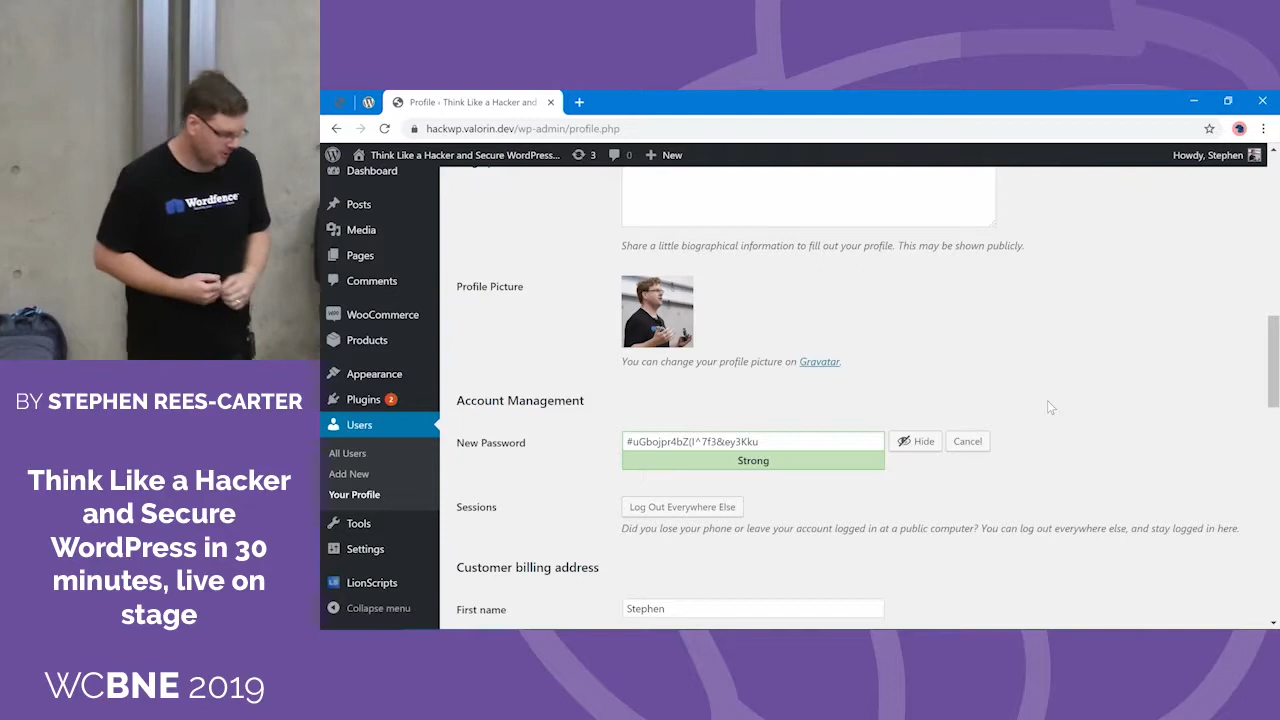 Wordfence
BY STEPHEN REES-CARTER
Think Like a Hacker
and Secure
WordPress in 30
minutes, live on
stage
WCBNE 2019
Profile ‹ Think Like a Hacker and
hackwp.valorin.dev/wp-admin/profile.php
Think Like a Hacker and Secure WordPress... 3 0 New Howdy, Stephen
Dashboard
Posts
Media
Pages
Comments
WooCommerce
Products
Appearance
Plugins 2
Users
All Users
Add New
Your Profile
Tools
Settings
LS LionScripts
Collapse menu
Share a little biographical information to fill out your profile. This may be shown publicly.
Profile Picture
You can change your profile picture on Gravatar.
Account Management
New Password #uGbojpr4bZ(I^7f3&ey3Kku Hide Cancel
Strong
Sessions Log Out Everywhere Else
Did you lose your phone or leave your account logged in at a public computer? You can log out everywhere else, and stay logged in here.
Customer billing address
First name Stephen